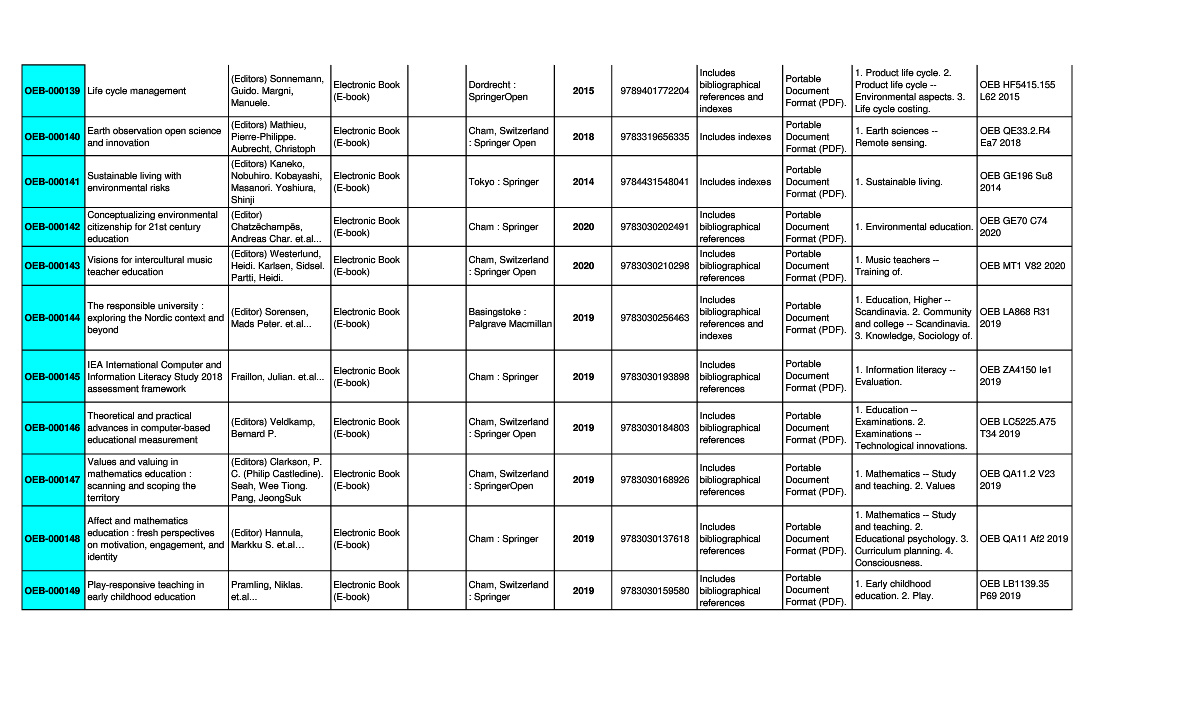 OEB-000139 Life cycle management (Editors) Sonnemann, Guido. Margni, Manuele. Electronic Book (E-book) Dordrecht : SpringerOpen 2015 9789401772204 Includes bibliographical references and indexes Portable Document Format (PDF). 1. Product life cycle. 2. Product life cycle -- Environmental aspects. 3. Life cycle costing. OEB HF5415.155 L62 2015
OEB-000140 Earth observation open science and innovation (Editors) Mathieu, Pierre-Philippe. Aubrecht, Christoph Electronic Book (E-book) Cham, Switzerland : Springer Open 2018 9783319656335 Includes indexes Portable Document Format (PDF). 1. Earth sciences -- Remote sensing. OEB QE33.2.R4 Ea7 2018
OEB-000141 Sustainable living with environmental risks (Editors) Kaneko, Nobuhiro. Kobayashi, Masanori. Yoshiura, Shinji Electronic Book (E-book) Tokyo : Springer 2014 9784431548041 Includes indexes Portable Document Format (PDF). 1. Sustainable living. OEB GE196 Su8 2014
OEB-000142 Conceptualizing environmental citizenship for 21st century education (Editor) Chatzēchampēs, Andreas Char. et.al... Electronic Book (E-book) Cham : Springer 2020 9783030202491 Includes bibliographical references Portable Document Format (PDF). 1. Environmental education. OEB GE70 C74 2020
OEB-000143 Visions for intercultural music teacher education (Editors) Westerlund, Heidi. Karlsen, Sidsel. Partti, Heidi. Electronic Book (E-book) Cham, Switzerland : Springer Open 2020 9783030210298 Includes bibliographical references Portable Document Format (PDF). 1. Music teachers -- Training of. OEB MT1 V82 2020
OEB-000144 The responsible university : exploring the Nordic context and beyond (Editor) Sorensen, Mads Peter. et.al... Electronic Book (E-book) Basingstoke : Palgrave Macmillan 2019 9783030256463 Includes bibliographical references and indexes Portable Document Format (PDF). 1. Education, Higher -- Scandinavia. 2. Community and college -- Scandinavia. 3. Knowledge, Sociology of. OEB LA868 R31 2019
OEB-000145 IEA International Computer and Information Literacy Study 2018 assessment framework Fraillon, Julian. et.al... Electronic Book (E-book) Cham : Springer 2019 9783030193898 Includes bibliographical references Portable Document Format (PDF). 1. Information literacy -- Evaluation. OEB ZA4150 Ie1 2019
OEB-000146 Theoretical and practical advances in computer-based educational measurement (Editors) Veldkamp, Bernard P. Electronic Book (E-book) Cham, Switzerland : Springer Open 2019 9783030184803 Includes bibliographical references Portable Document Format (PDF). 1. Education -- Examinations. 2. Examinations -- Technological innovations. OEB LC5225.A75 T34 2019
OEB-000147 Values and valuing in mathematics education : scanning and scoping the territory (Editors) Clarkson, P. C. (Philip Castledine). Seah, Wee Tiong. Pang, JeongSuk Electronic Book (E-book) Cham, Switzerland : SpringerOpen 2019 9783030168926 Includes bibliographical references Portable Document Format (PDF). 1. Mathematics -- Study and teaching. 2. Values OEB QA11.2 V23 2019
OEB-000148 Affect and mathematics education : fresh perspectives on motivation, engagement, and identity (Editor) Hannula, Markku S. et.al... Electronic Book (E-book) Cham : Springer 2019 9783030137618 Includes bibliographical references Portable Document Format (PDF). 1. Mathematics -- Study and teaching. 2. Educational psychology. 3. Curriculum planning. 4. Consciousness. OEB QA11 Af2 2019
OEB-000149 Play-responsive teaching in early childhood education Pramling, Niklas. et.al... Electronic Book (E-book) Cham, Switzerland : Springer 2019 9783030159580 Includes bibliographical references Portable Document Format (PDF). 1. Early childhood education. 2. Play. OEB LB1139.35 P69 2019